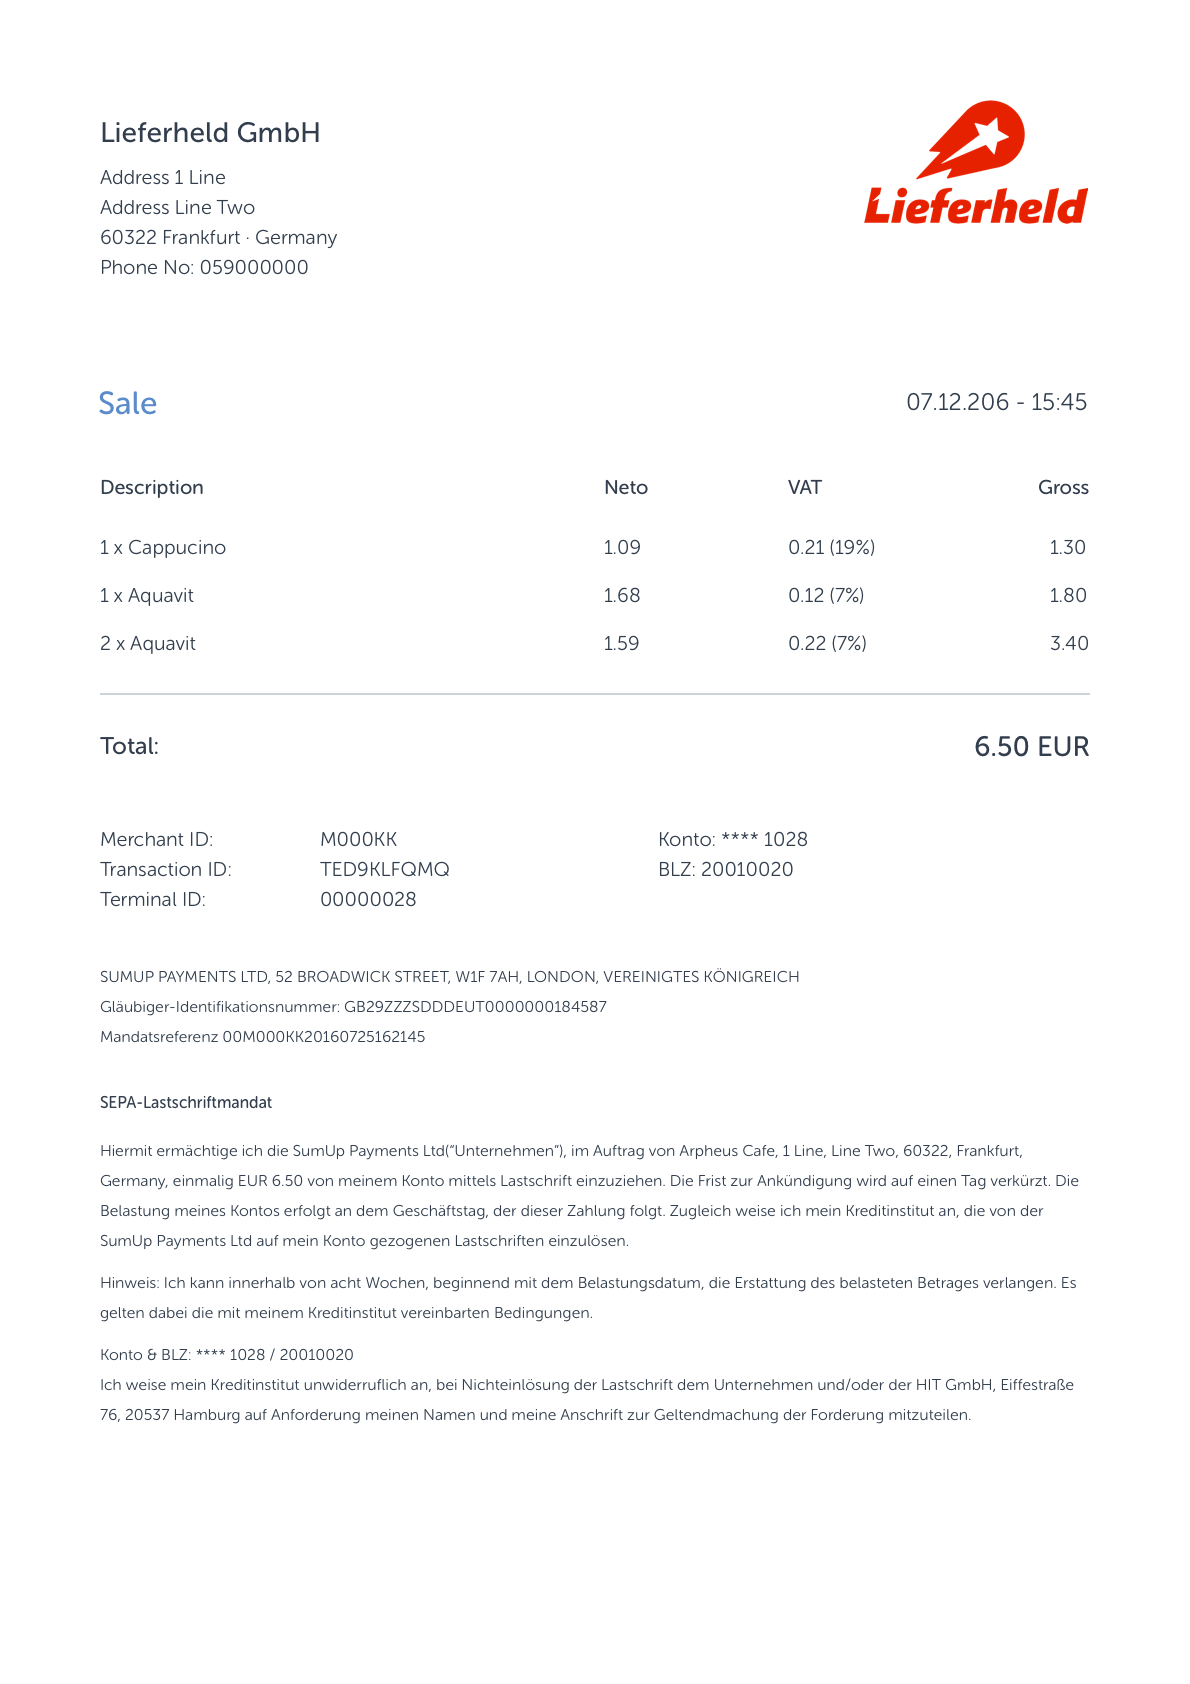 Lieferheld GmbH
Address 1 Line
Address Line Two
60322 Frankfurt · Germany
Phone No: 059000000
Lieferheld
Sale 07.12.206 - 15:45
Description Neto VAT Gross
1 x Cappucino 1.09 0.21 (19%) 1.30
1 x Aquavit 1.68 0.12 (7%) 1.80
2 x Aquavit 1.59 0.22 (7%) 3.40
Total: 6.50 EUR
Merchant ID: M000KK Konto: **** 1028
Transaction ID: TED9KLFQMQ BLZ: 20010020
Terminal ID: 00000028
SUMUP PAYMENTS LTD, 52 BROADWICK STREET, W1F 7AH, LONDON, VEREINIGTES KÖNIGREICH
Gläubiger-Identifikationsnummer: GB29ZZZSDDDEUT0000000184587
Mandatsreferenz 00M000KK20160725162145
SEPA-Lastschriftmandat
Hiermit ermächtige ich die SumUp Payments Ltd(“Unternehmen”), im Auftrag von Arpheus Cafe, 1 Line, Line Two, 60322, Frankfurt,
Germany, einmalig EUR 6.50 von meinem Konto mittels Lastschrift einzuziehen. Die Frist zur Ankündigung wird auf einen Tag verkürzt. Die
Belastung meines Kontos erfolgt an dem Geschäftstag, der dieser Zahlung folgt. Zugleich weise ich mein Kreditinstitut an, die von der
SumUp Payments Ltd auf mein Konto gezogenen Lastschriften einzulösen.
Hinweis: Ich kann innerhalb von acht Wochen, beginnend mit dem Belastungsdatum, die Erstattung des belasteten Betrages verlangen. Es
gelten dabei die mit meinem Kreditinstitut vereinbarten Bedingungen.
Konto & BLZ: **** 1028 / 20010020
Ich weise mein Kreditinstitut unwiderruflich an, bei Nichteinlösung der Lastschrift dem Unternehmen und/oder der HIT GmbH, Eiffestraße
76, 20537 Hamburg auf Anforderung meinen Namen und meine Anschrift zur Geltendmachung der Forderung mitzuteilen.